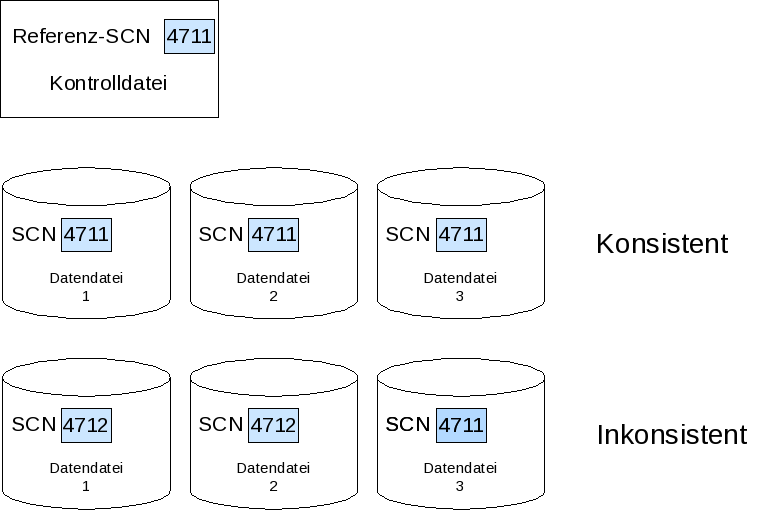 Referenz-SCN 4711
Kontrolldatei
SCN 4711 SCN 4711 SCN 4711
Konsistent
Datendatei Datendatei Datendatei
1 2 3
SCN 4712 SCN 4712 SCN 4711
Inkonsistent
Datendatei Datendatei Datendatei
1 2 3